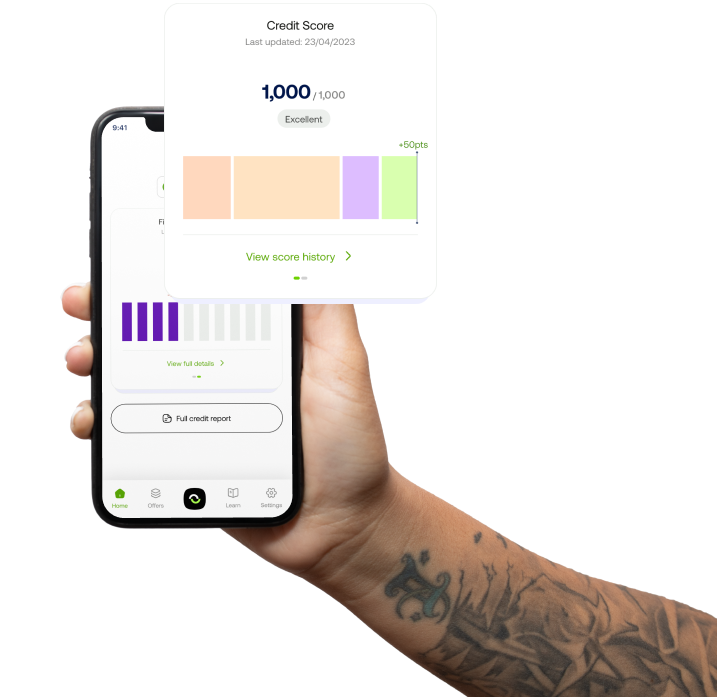 Credit Score
Last updated: 23/04/2023
1,000 / 1,000
Excellent
+50pts
View score history
9:41
View full details
Full credit report
Home
Offers
Learn
Settings